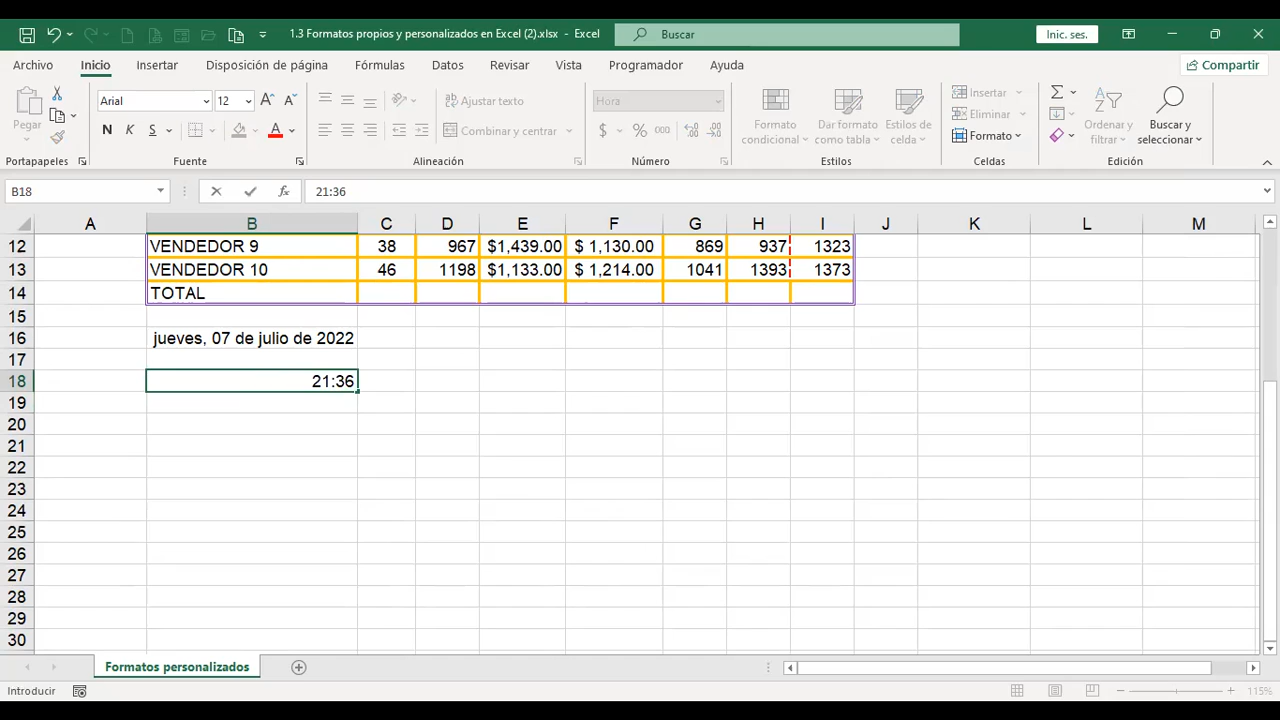 1.3 Formatos propios y personalizados en Excel (2).xlsx - Excel
Buscar
Inic. ses.
Archivo
Inicio
Insertar
Disposición de página
Fórmulas
Datos
Revisar
Vista
Programador
Ayuda
Compartir
Pegar
Arial
12
N K S
Ajustar texto
Combinar y centrar
Hora
$ % 000
Formato condicional
Dar formato como tabla
Estilos de celda
Insertar
Eliminar
Formato
Ordenar y filtrar
Buscar y seleccionar
Portapapeles
Fuente
Alineación
Número
Estilos
Celdas
Edición
B18
fx
21:36
A B C D E F G H I J K L M
12 VENDEDOR 9 38 967 $1,439.00 $ 1,130.00 869 937 1323
13 VENDEDOR 10 46 1198 $1,133.00 $ 1,214.00 1041 1393 1373
14 TOTAL
15
16 jueves, 07 de julio de 2022
17
18 21:36
19
20
21
22
23
24
25
26
27
28
29
30
Formatos personalizados
Introducir
115%